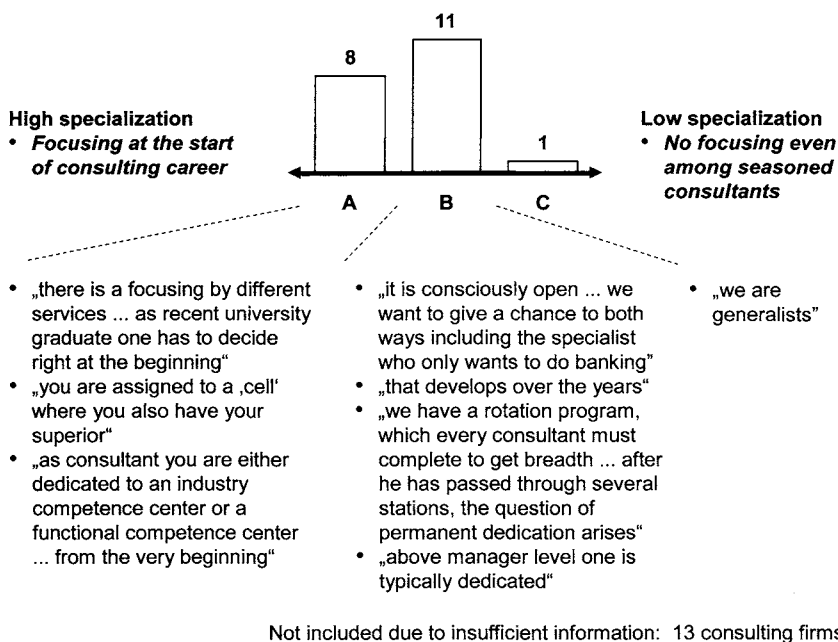 11
8
High specialization
• Focusing at the start
of consulting career
Low specialization
• No focusing even
among seasoned
consultants
1
A
B
C
• „there is a focusing by different
services ... as recent university
graduate one has to decide
right at the beginning“
• „you are assigned to a ‚cell‘
where you also have your
superior“
• „as consultant you are either
dedicated to an industry
competence center or a
functional competence center
... from the very beginning“
• „it is consciously open ... we
want to give a chance to both
ways including the specialist
who only wants to do banking”
• „that develops over the years“
• „we have a rotation program,
which every consultant must
complete to get breadth ... after
he has passed through several
stations, the question of
permanent dedication arises“
• „above manager level one is
typically dedicated“
• „we are
generalists”
Not included due to insufficient information: 13 consulting firms